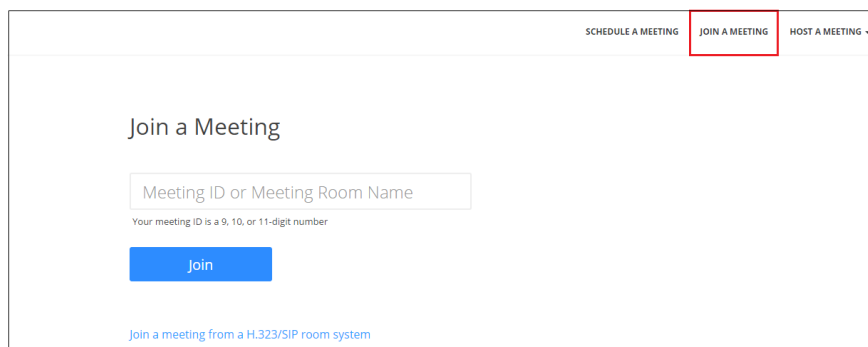 SCHEDULE A MEETING JOIN A MEETING HOST A MEETING
Join a Meeting
Meeting ID or Meeting Room Name
Your meeting ID is a 9, 10, or 11-digit number
Join
Join a meeting from a H.323/SIP room system